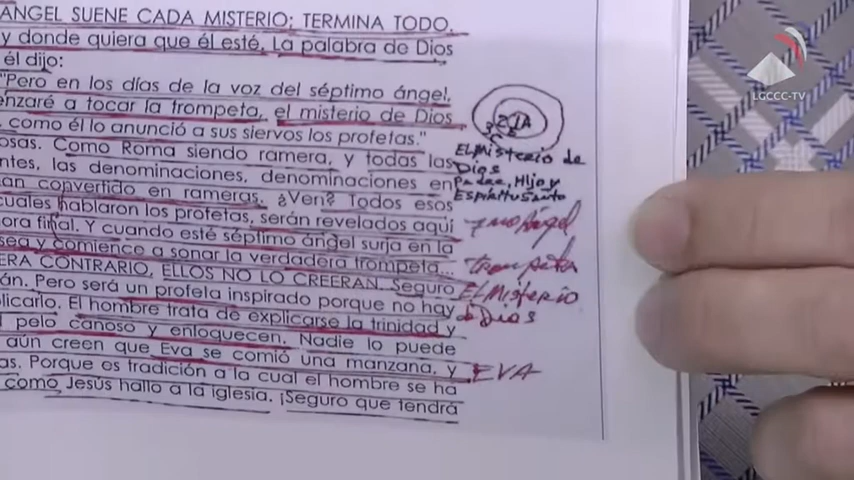 ANGEL SUENE CADA MISTERIO; TERMINA TODO.
y donde quiera que él esté. La palabra de Dios
él dijo:
"Pero en los días de la voz del séptimo ángel,
enzaré a tocar la trompeta, el misterio de Dios
como él lo anunció a sus siervos los profetas."
osas. Como Roma siendo ramera, y todas las
ntes, las denominaciones, denominaciones en
an convertido en rameras. ¿Ven? Todos esos
cuales hablaron los profetas, serán revelados aquí
ora final. Y cuando esté séptimo ángel surja en la
sea y comience a sonar la verdadera trompeta...
ERA CONTRARIO, ELLOS NO LO CREERAN. Seguro
án. Pero será un profeta inspirado porque no hay
licarlo. El hombre trata de explicarse la trinidad y
pelo canoso y enloquecen. Nadie lo puede
aún creen que Eva se comió una manzana, y
as. Porque es tradición a la cual el hombre se ha
como Jesús hallo a la iglesia. ¡Seguro que tendrá
El Misterio de
Dios
Padre, Hijo y
Espíritu Santo
7mo Ángel
trompeta
El Misterio
de Dios
EVA
LGCCC-TV